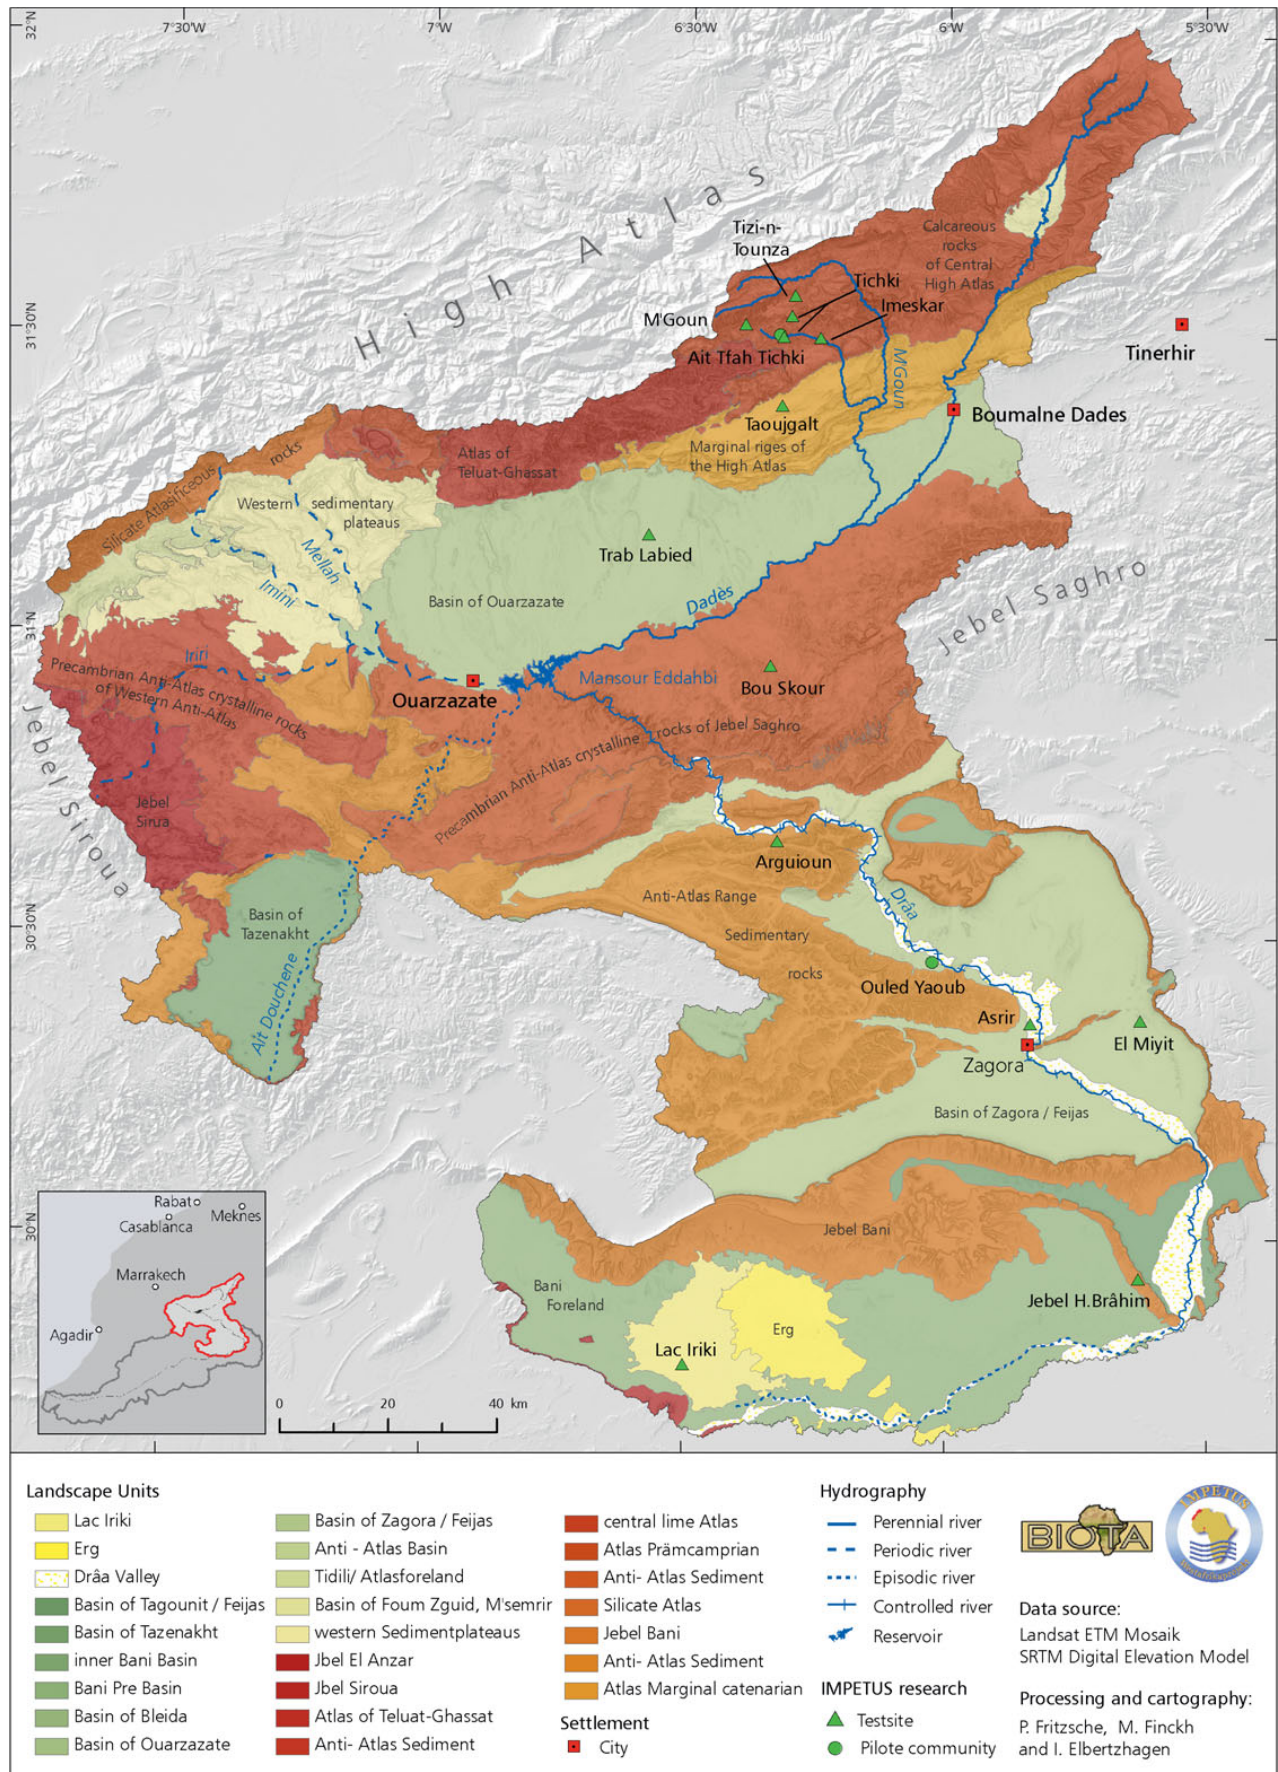 7°30'W
7°W
6°30'W
6°W
5°30'W
32°N
31°30'N
31°N
30°30'N
30°N
High Atlas
Tizi-n-
Tounza
Calcareous
rocks
of Central
High Atlas
Tichki
Imeskar
M'Goun
Ait Tfah Tichki
M'Goun
Tinerhir
Boumalne Dades
Taoujgalt
Marginal riges of
the High Atlas
Atlas of
Teluat-Ghassat
Silicate Atlasificeous rocks
Western sedimentary
plateaus
Mellah
Imini
Trab Labied
Basin of Ouarzazate
Dadès
Jebel Saghro
Iriri
Precambrian Anti-Atlas crystalline rocks
of Western Anti-Atlas
Ouarzazate
Mansour Eddahbi
Bou Skour
Precambrian Anti-Atlas crystalline rocks of Jebel Saghro
Jebel Siroua
Jebel
Sirua
Arguioun
Anti-Atlas Range
Drâa
Basin of
Tazenakht
Sedimentary
rocks
Ait Douchene
Ouled Yaoub
Asrir
El Miyit
Zagora
Basin of Zagora / Feijas
Jebel Bani
Bani
Foreland
Jebel H.Brâhim
Erg
Lac Iriki
Rabat
Meknes
Casablanca
Marrakech
Agadir
0 20 40 km
Landscape Units
Lac Iriki
Erg
Drâa Valley
Basin of Tagounit / Feijas
Basin of Tazenakht
inner Bani Basin
Bani Pre Basin
Basin of Bleida
Basin of Ouarzazate
Basin of Zagora / Feijas
Anti - Atlas Basin
Tidili/ Atlasforeland
Basin of Foum Zguid, M'semrir
western Sedimentplateaus
Jbel El Anzar
Jbel Siroua
Atlas of Teluat-Ghassat
Anti- Atlas Sediment
central lime Atlas
Atlas Prämcamprian
Anti- Atlas Sediment
Silicate Atlas
Jebel Bani
Anti- Atlas Sediment
Atlas Marginal catenarian
Settlement
City
Hydrography
Perennial river
Periodic river
Episodic river
Controlled river
Reservoir
IMPETUS research
Testsite
Pilote community
BIOTA
IMPETUS
Data source:
Landsat ETM Mosaik
SRTM Digital Elevation Model
Processing and cartography:
P. Fritzsche, M. Finckh
and I. Elbertzhagen